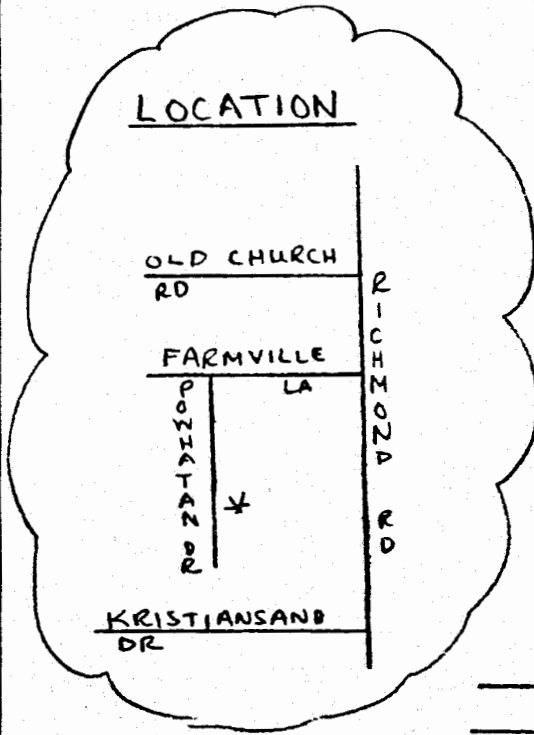 LOCATION
OLD CHURCH
RD
RICHMOND RD
FARMVILLE
LA
POWHATAN DR
KRISTIANSAND
DR